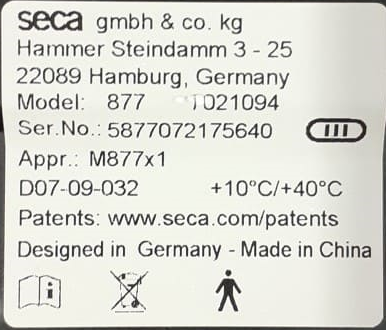 seca gmbh & co. kg
Hammer Steindamm 3 - 25
22089 Hamburg, Germany
Model: 877 1021094
Ser.No.: 5877072175640 III
Appr.: M877x1
D07-09-032 +10°C/+40°C
Patents: www.seca.com/patents
Designed in Germany - Made in China
i